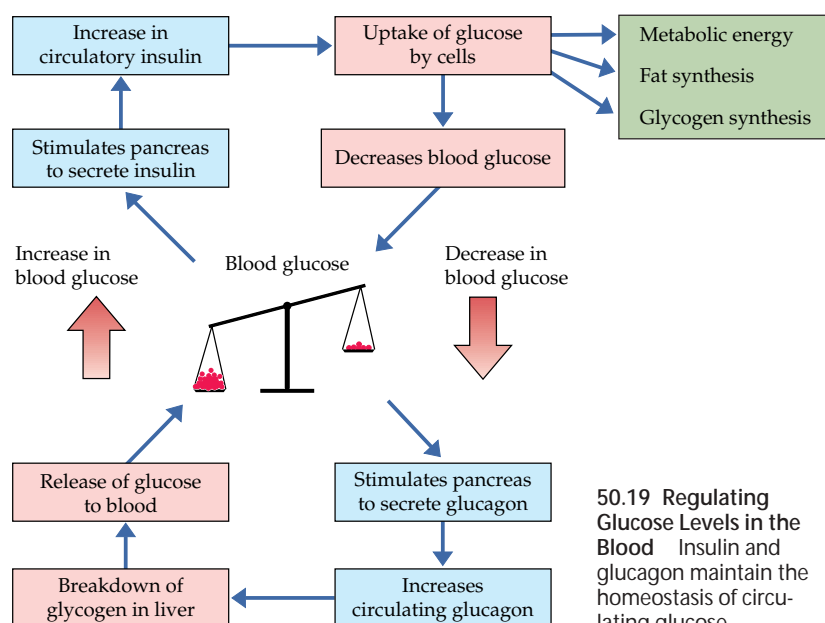 Increase in
circulatory insulin
Uptake of glucose
by cells
Metabolic energy
Fat synthesis
Glycogen synthesis
Stimulates pancreas
to secrete insulin
Decreases blood glucose
Increase in
blood glucose
Blood glucose
Decrease in
blood glucose
Release of glucose
to blood
Stimulates pancreas
to secrete glucagon
Breakdown of
glycogen in liver
Increases
circulating glucagon
50.19 Regulating
Glucose Levels in the
Blood Insulin and
glucagon maintain the
homeostasis of circu-
lating glucose